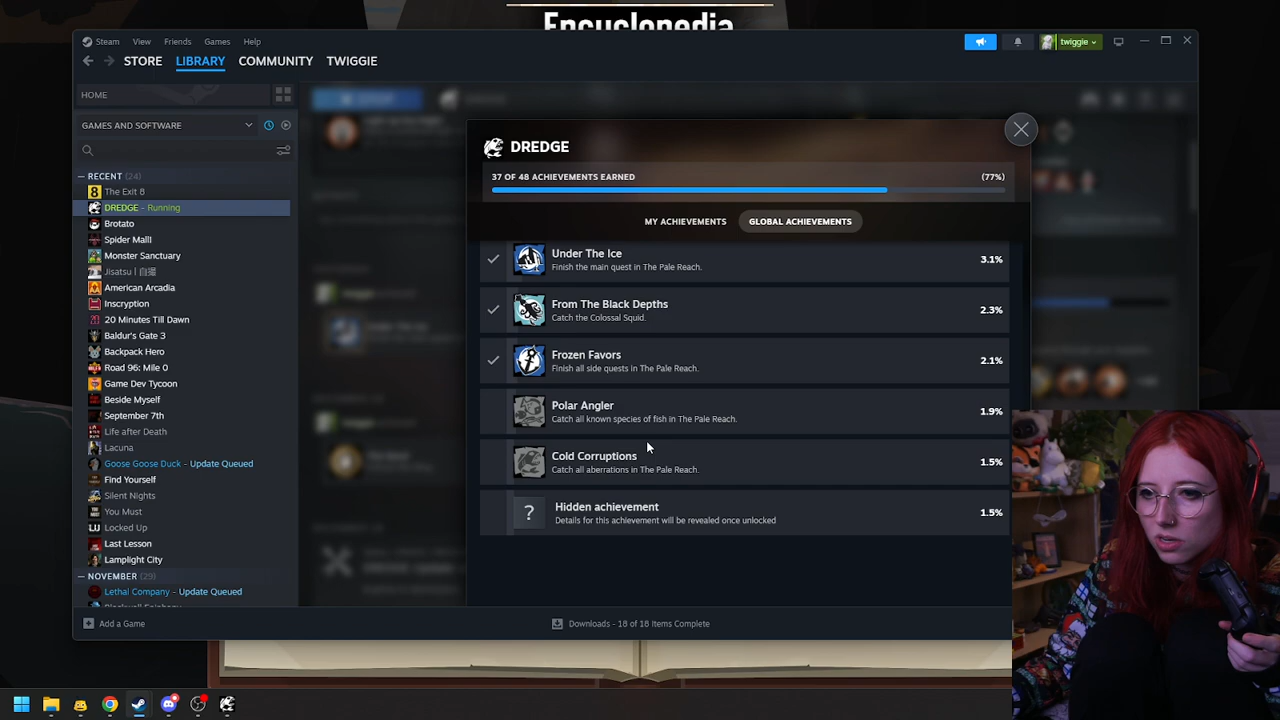 Encyclopedia
Steam View Friends Games Help
twiggie
STORE LIBRARY COMMUNITY TWIGGIE
HOME
GAMES AND SOFTWARE
RECENT (24)
The Exit 8
DREDGE - Running
Brotato
Spider Mall!
Monster Sanctuary
Jisatsu | 自撮
American Arcadia
Inscryption
20 Minutes Till Dawn
Baldur's Gate 3
Backpack Hero
Road 96: Mile 0
Game Dev Tycoon
Beside Myself
September 7th
Life after Death
Lacuna
Goose Goose Duck - Update Queued
Find Yourself
Silent Nights
You Must
Locked Up
Last Lesson
Lamplight City
NOVEMBER (29)
Lethal Company - Update Queued
Blackwell Epiphany
Add a Game
DREDGE
37 OF 48 ACHIEVEMENTS EARNED (77%)
MY ACHIEVEMENTS GLOBAL ACHIEVEMENTS
Under The Ice
Finish the main quest in The Pale Reach.
3.1%
From The Black Depths
Catch the Colossal Squid.
2.3%
Frozen Favors
Finish all side quests in The Pale Reach.
2.1%
Polar Angler
Catch all known species of fish in The Pale Reach.
1.9%
Cold Corruptions
Catch all aberrations in The Pale Reach.
1.5%
?
Hidden achievement
Details for this achievement will be revealed once unlocked
1.5%
Downloads - 18 of 18 Items Complete